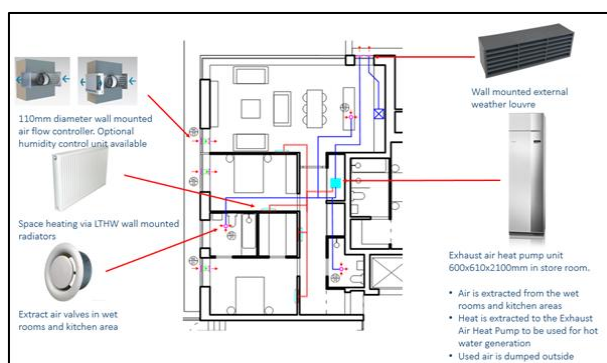 110mm diameter wall mounted
air flow controller. Optional
humidity control unit available
Space heating via LTHW wall mounted
radiators
Extract air valves in wet
rooms and kitchen area
Wall mounted external
weather louvre
Exhaust air heat pump unit
600x610x2100mm in store room.
• Air is extracted from the wet
rooms and kitchen areas
• Heat is extracted to the Exhaust
Air Heat Pump to be used for hot
water generation
• Used air is dumped outside